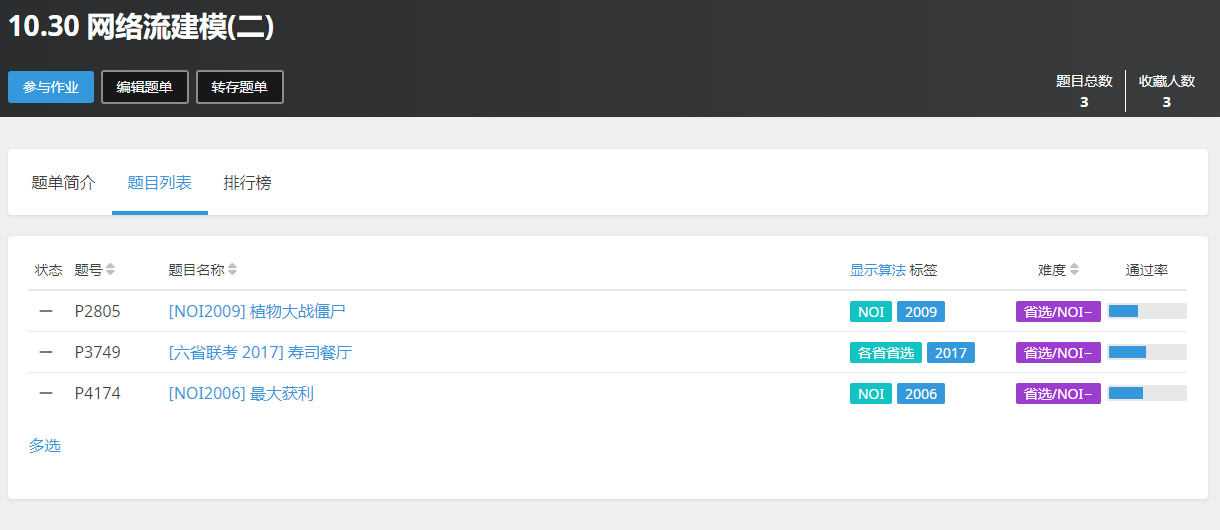 10.30 网络流建模(二)
参与作业 编辑题单 转存题单
题目总数 收藏人数
3 3
题单简介 题目列表 排行榜
状态 题号 题目名称 显示算法 标签 难度 通过率
P2805 [NOI2009] 植物大战僵尸 NOI 2009 省选/NOI−
P3749 [六省联考 2017] 寿司餐厅 各省省选 2017 省选/NOI−
P4174 [NOI2006] 最大获利 NOI 2006 省选/NOI−
多选